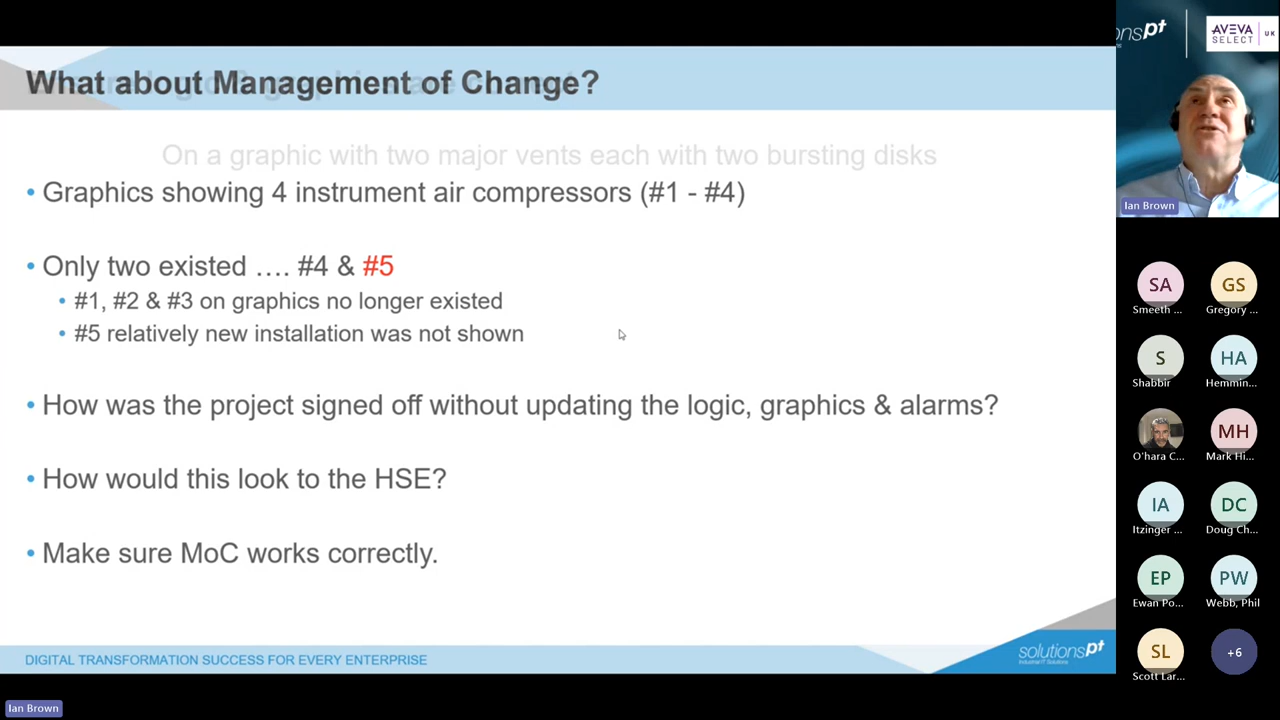 What about Management of Change?
On a graphic with two major vents each with two bursting disks
• Graphics showing 4 instrument air compressors (#1 - #4)
• Only two existed …. #4 & #5
• #1, #2 & #3 on graphics no longer existed
• #5 relatively new installation was not shown
• How was the project signed off without updating the logic, graphics & alarms?
• How would this look to the HSE?
• Make sure MoC works correctly.
DIGITAL TRANSFORMATION SUCCESS FOR EVERY ENTERPRISE
solutionspt
Industrial IT Solutions
Ian Brown
onspt
AVEVA
SELECT
UK
Ian Brown
SA
GS
Smeeth ...
Gregory ...
S
HA
Shabbir
Hemmin...
MH
O'hara C...
Mark Hi...
IA
DC
Itzinger ...
Doug Ch...
EP
PW
Ewan Po...
Webb, Phil
SL
+6
Scott Lar...